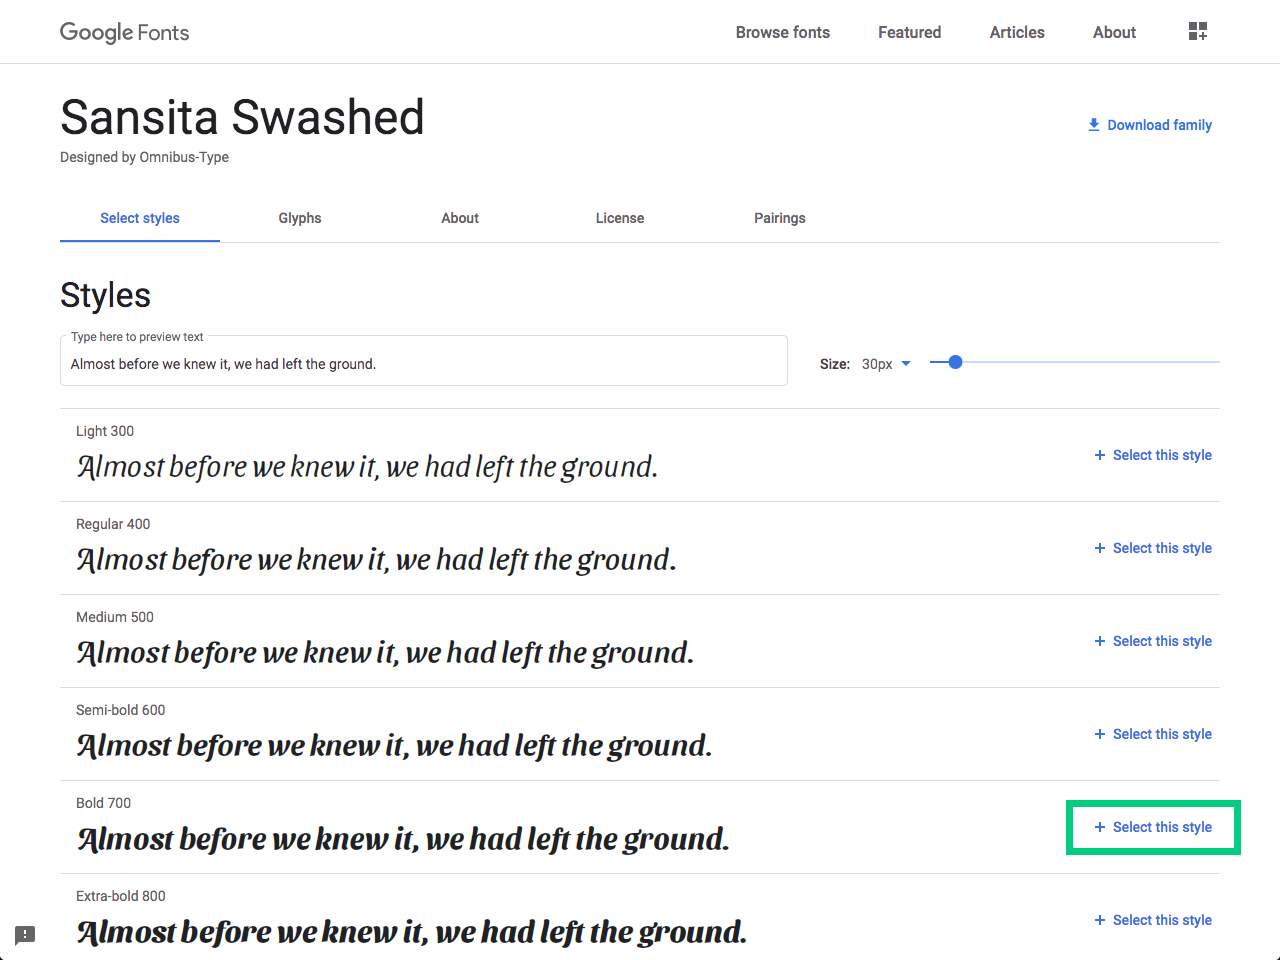 Google Fonts
Browse fonts
Featured
Articles
About
Sansita Swashed
Download family
Designed by Omnibus-Type
Select styles
Glyphs
About
License
Pairings
Styles
Type here to preview text
Almost before we knew it, we had left the ground.
Size:
30px
Light 300
Almost before we knew it, we had left the ground.
+ Select this style
Regular 400
Almost before we knew it, we had left the ground.
+ Select this style
Medium 500
Almost before we knew it, we had left the ground.
+ Select this style
Semi-bold 600
Almost before we knew it, we had left the ground.
+ Select this style
Bold 700
Almost before we knew it, we had left the ground.
+ Select this style
Extra-bold 800
Almost before we knew it, we had left the ground.
+ Select this style